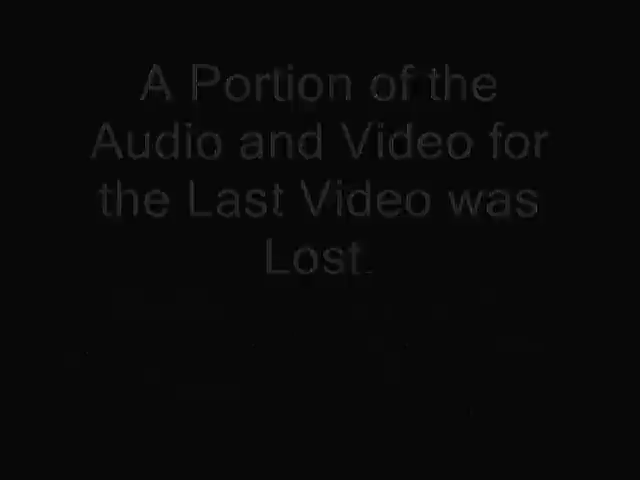 A Portion of the
Audio and Video for
the Last Video was
Lost.